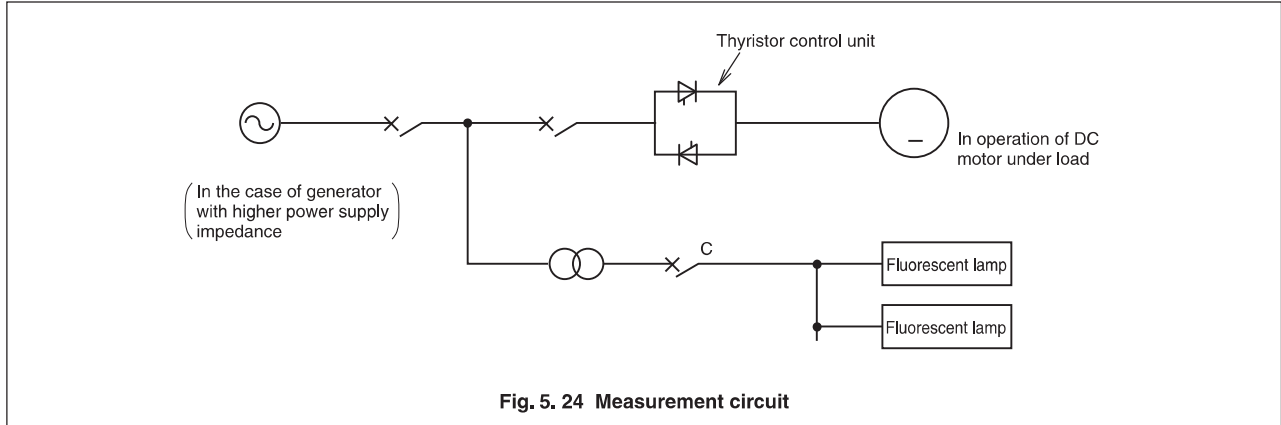 Thyristor control unit
In operation of DC
motor under load
In the case of generator
with higher power supply
impedance
C
Fluorescent lamp
Fluorescent lamp
Fig. 5. 24 Measurement circuit